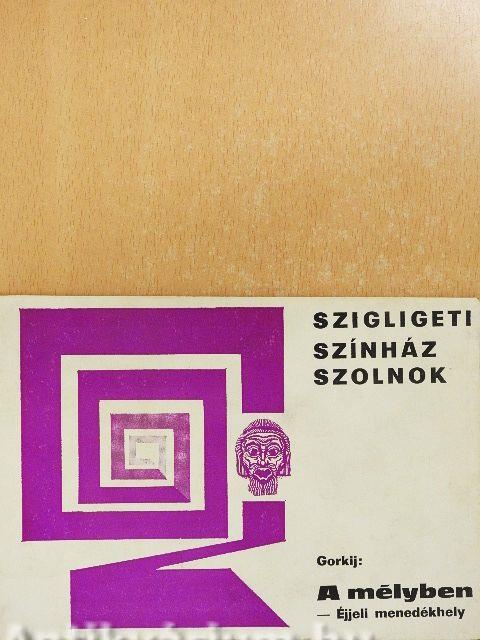 SZIGLIGETI
SZÍNHÁZ
SZOLNOK
Gorkij:
A mélyben
— Éjjeli menedékhely